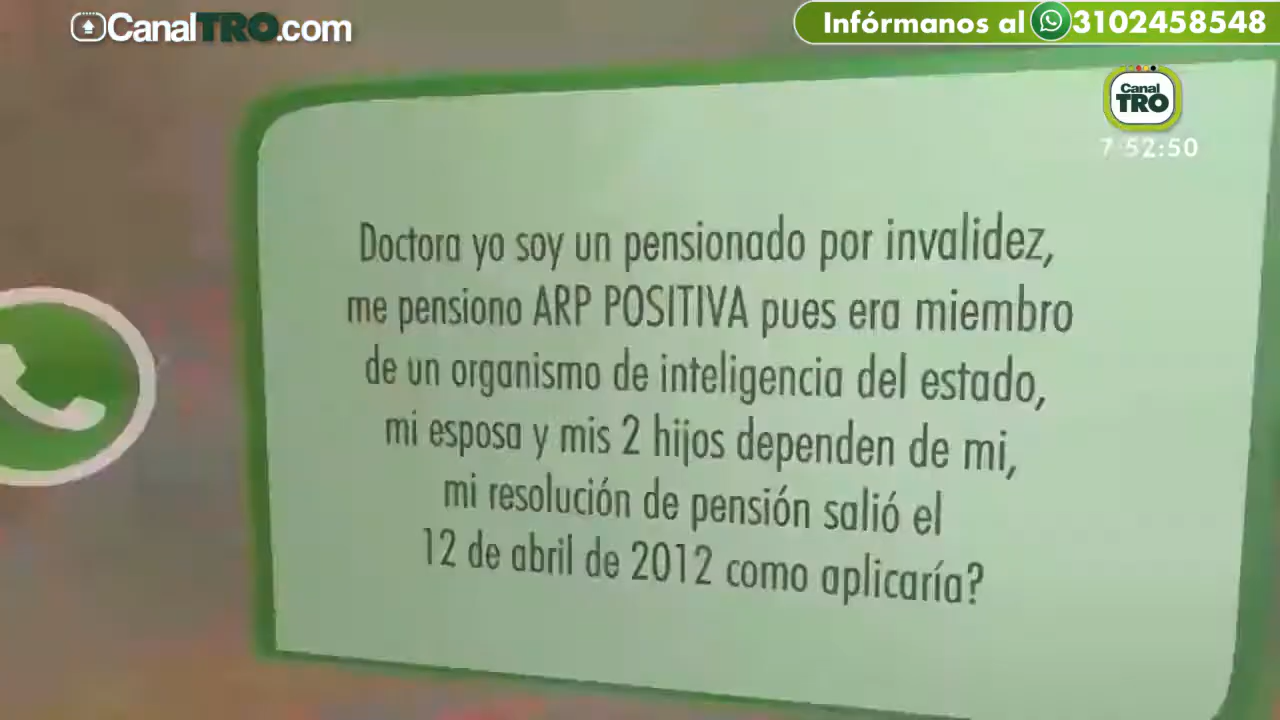 CanalTRO.com
Infórmanos al 3102458548
Canal
TRO
7:52:50
Doctora yo soy un pensionado por invalidez,
me pensiono ARP POSITIVA pues era miembro
de un organismo de inteligencia del estado,
mi esposa y mis 2 hijos dependen de mi,
mi resolución de pensión salió el
12 de abril de 2012 como aplicaría?